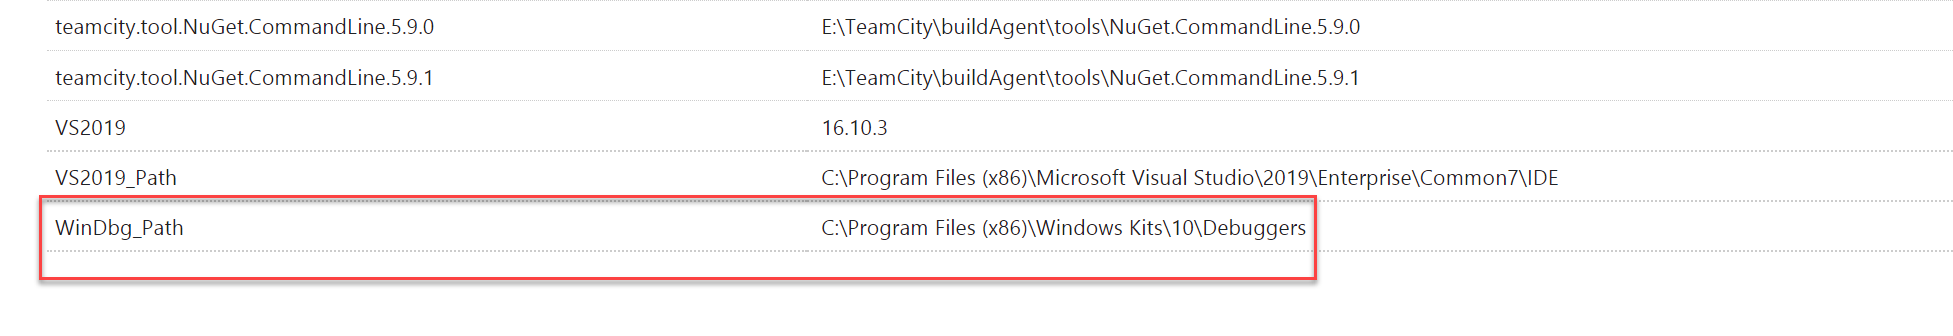 teamcity.tool.NuGet.CommandLine.5.9.0 E:\TeamCity\buildAgent\tools\NuGet.CommandLine.5.9.0
teamcity.tool.NuGet.CommandLine.5.9.1 E:\TeamCity\buildAgent\tools\NuGet.CommandLine.5.9.1
VS2019 16.10.3
VS2019_Path C:\Program Files (x86)\Microsoft Visual Studio\2019\Enterprise\Common7\IDE
WinDbg_Path C:\Program Files (x86)\Windows Kits\10\Debuggers